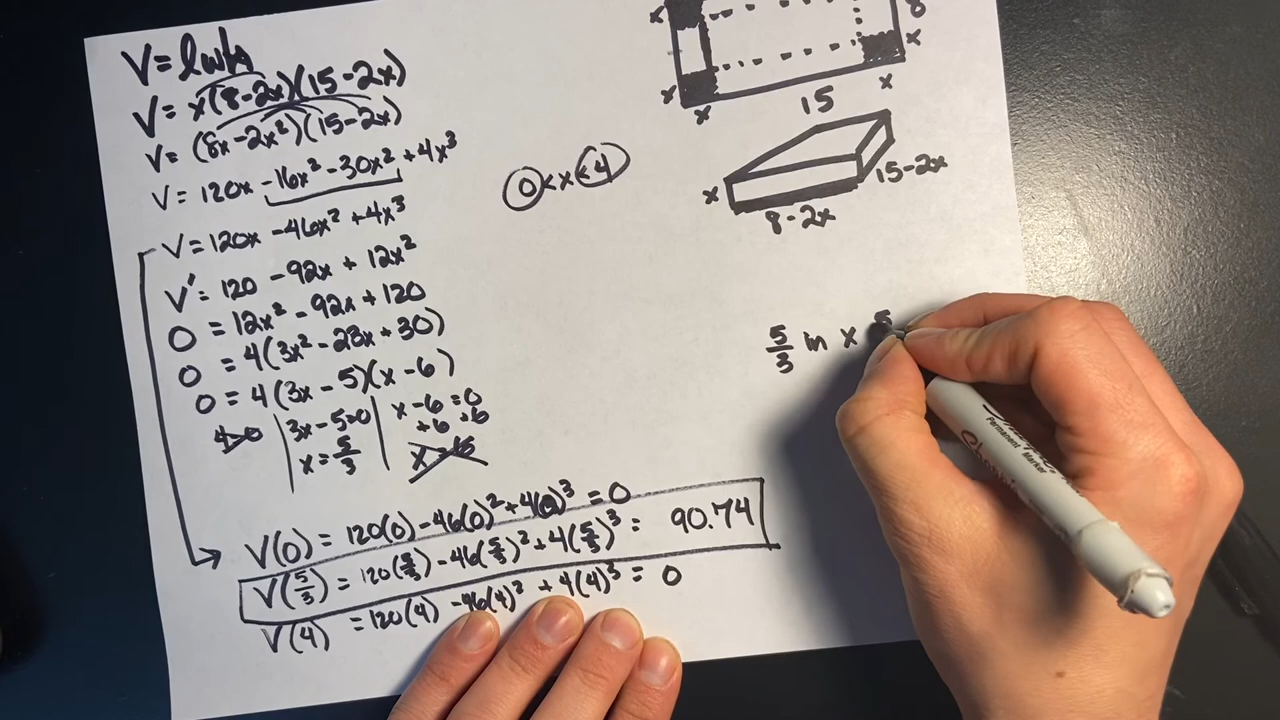 V = lwh
V = x(8-2x)(15-2x)
V = (8x-2x²)(15-2x)
V = 120x -16x² -30x² +4x³
V = 120x -46x² +4x³
V' = 120 -92x + 12x²
0 = 12x² - 92x + 120
0 = 4(3x² - 23x + 30)
0 = 4(3x - 5)(x - 6)
3x - 5 = 0
x = 5/3
x - 6 = 0
+6 +6
x = 6
V(0) = 120(0) - 46(0)² + 4(0)³ = 0
V(5/3) = 120(5/3) - 46(5/3)² + 4(5/3)³ = 90.74
V(4) = 120(4) - 46(4)² + 4(4)³ = 0
0 < x < 4
x
8
x
x
x
x
15
x
8-2x
15-2x
5/3 in x
Permanent Marker